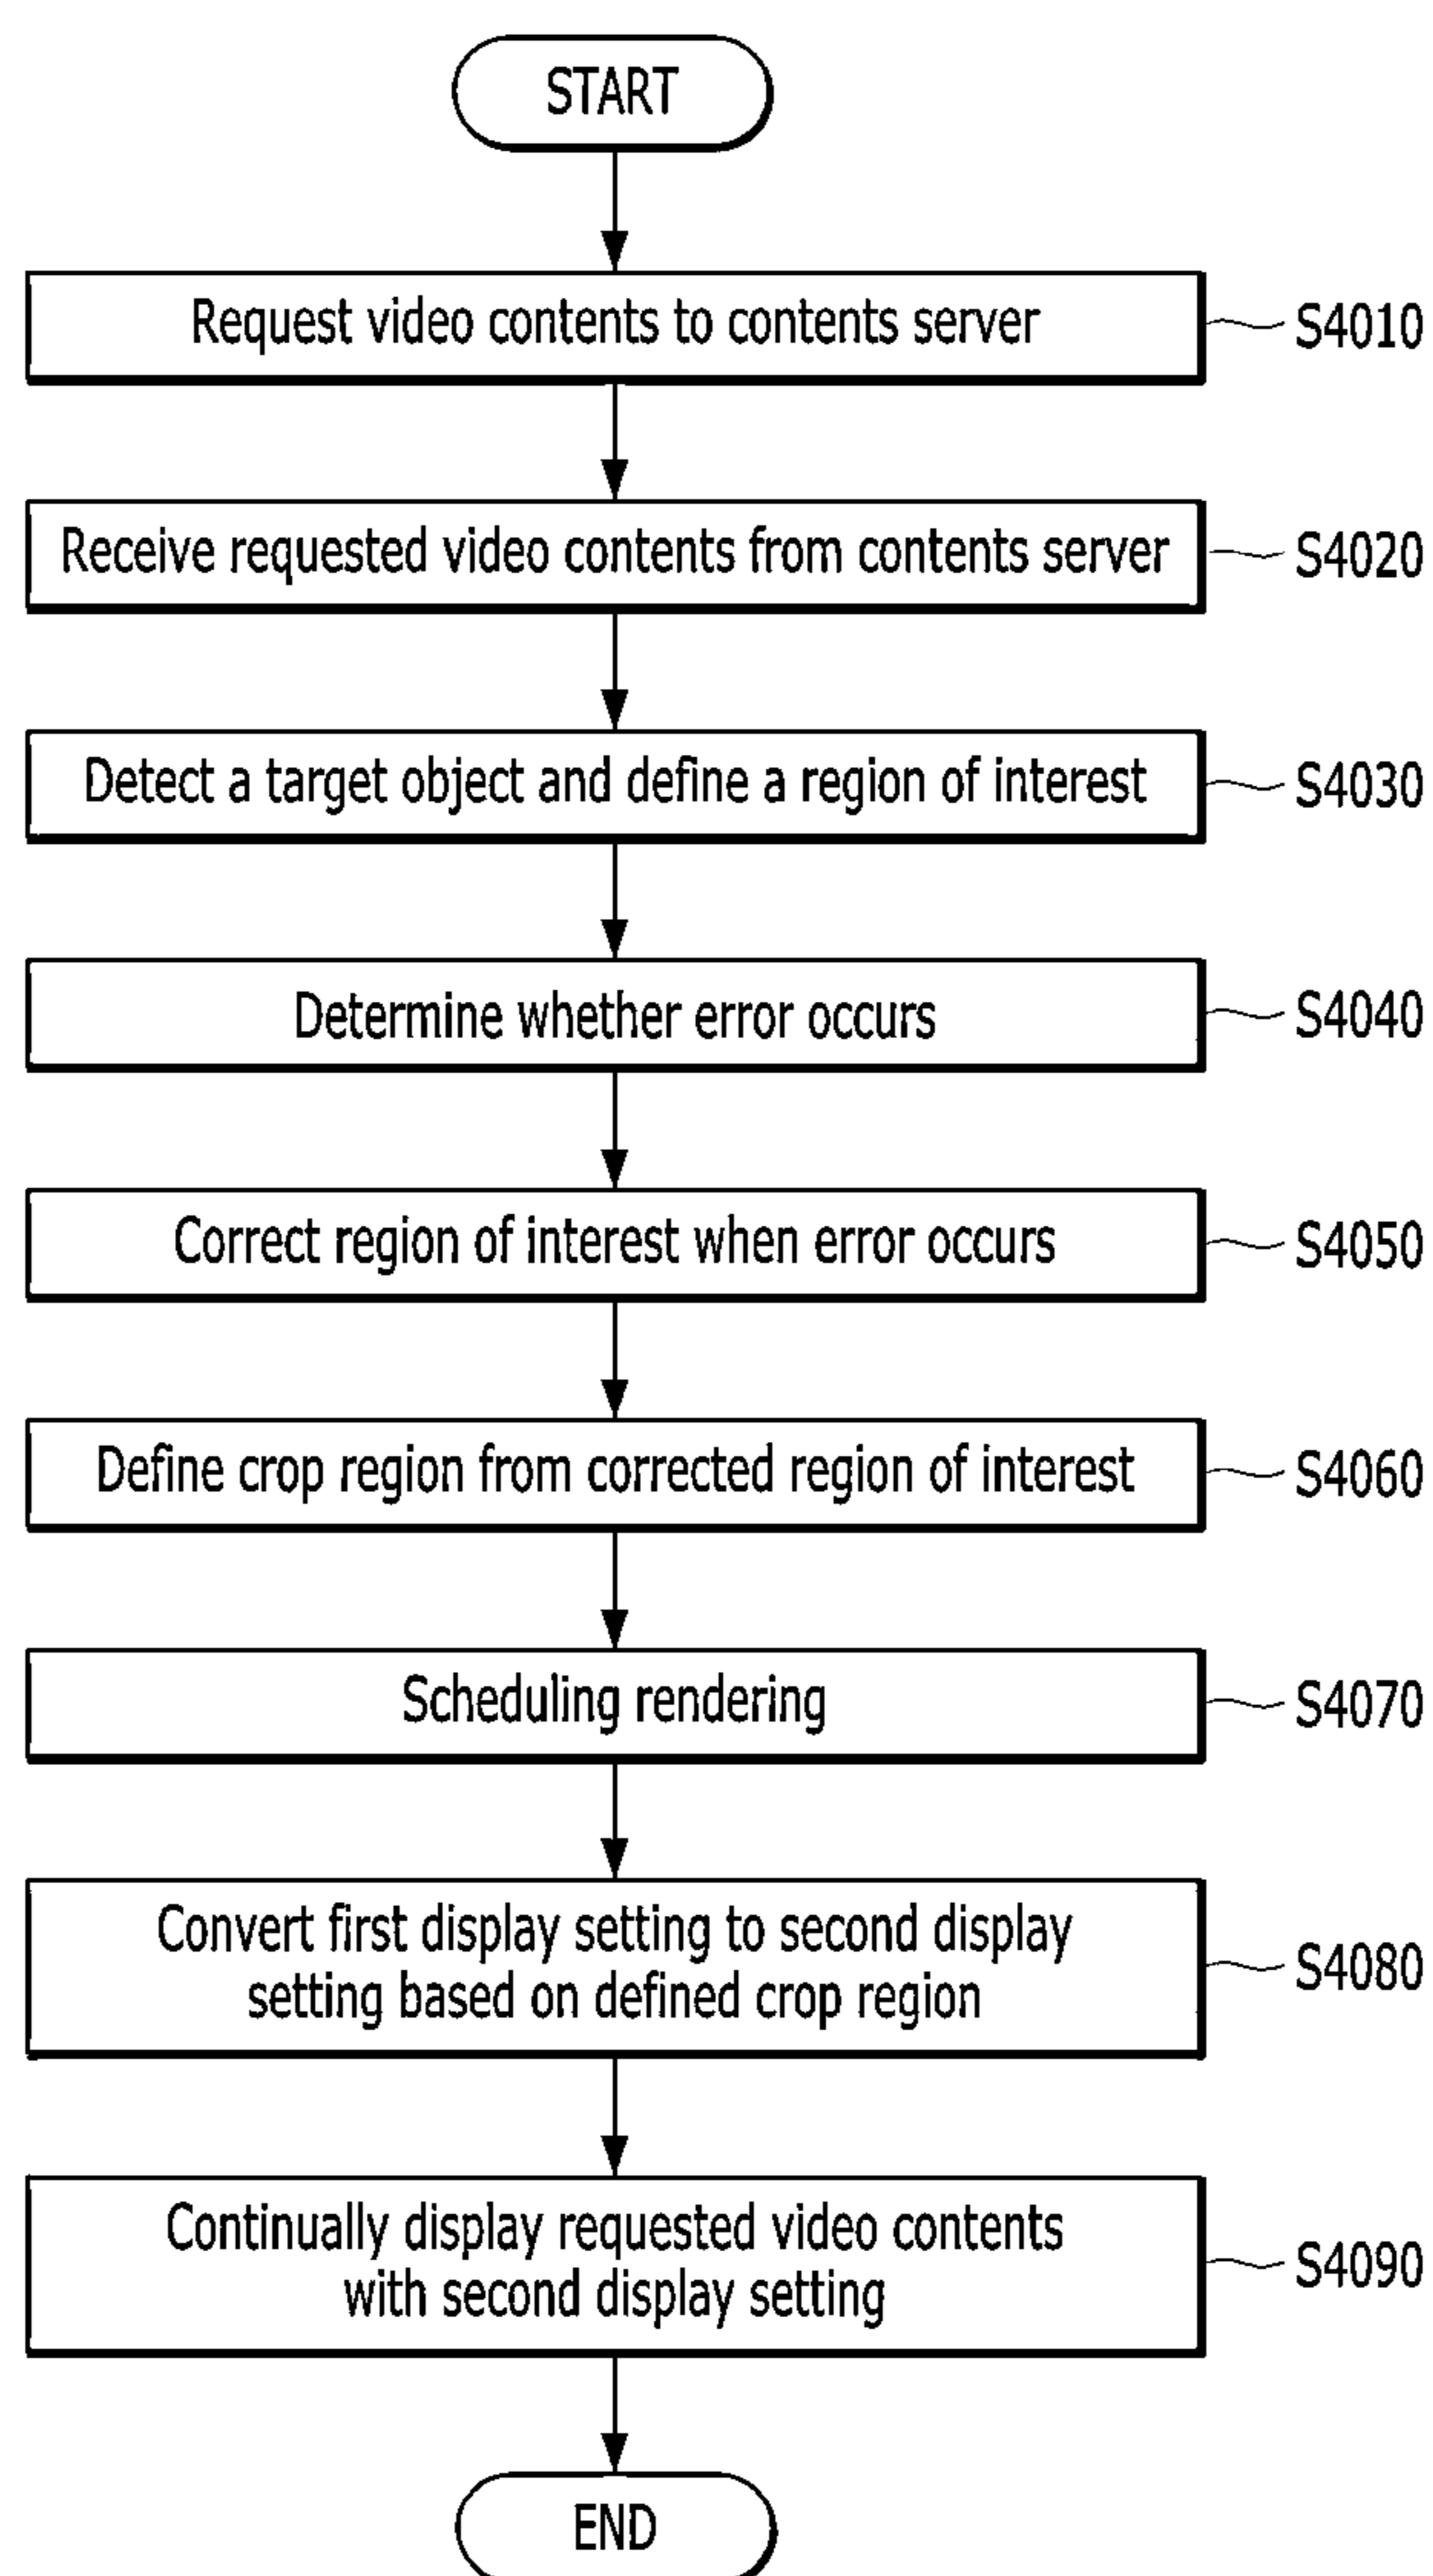 START
Request video contents to contents server
S4010
Receive requested video contents from contents server
S4020
Detect a target object and define a region of interest
S4030
Determine whether error occurs
S4040
Correct region of interest when error occurs
S4050
Define crop region from corrected region of interest
S4060
Scheduling rendering
S4070
Convert first display setting to second display
setting based on defined crop region
S4080
Continually display requested video contents
with second display setting
S4090
END